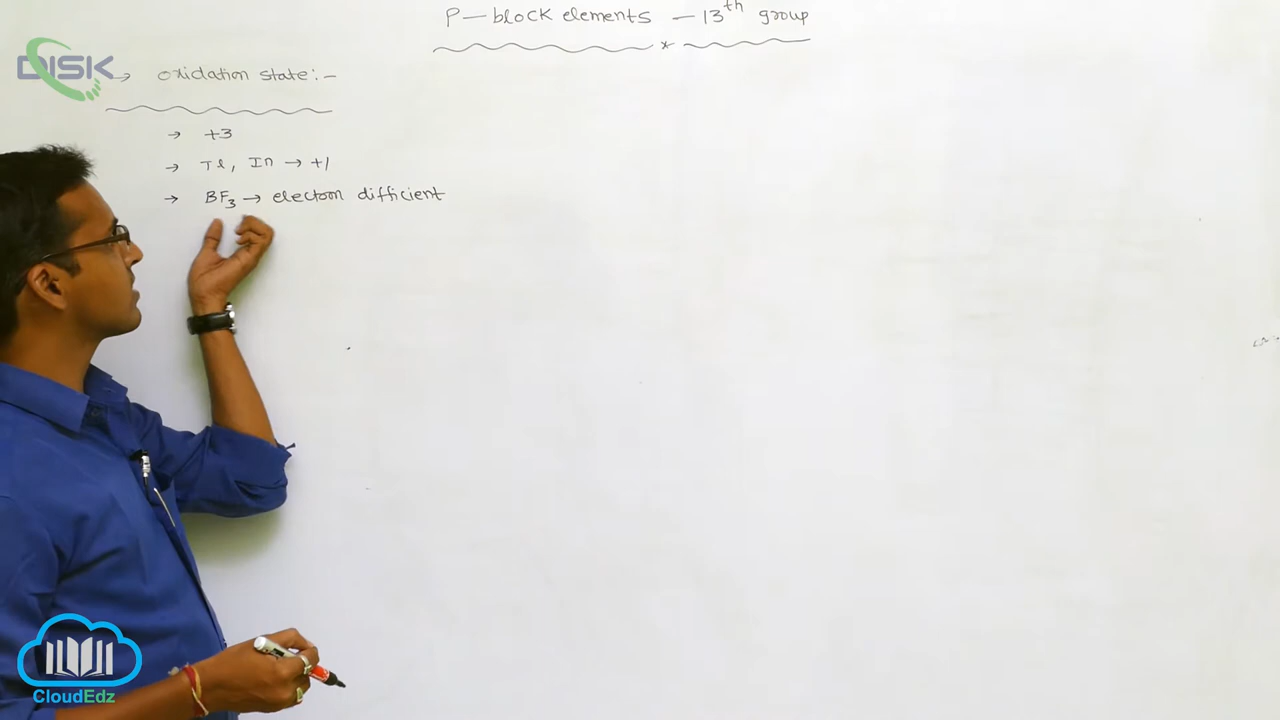 P-block elements - 13th group
DISK
→ oxidation state:-
→ +3
→ Tl, In → +1
→ BF3 → electron difficient
CloudEdz